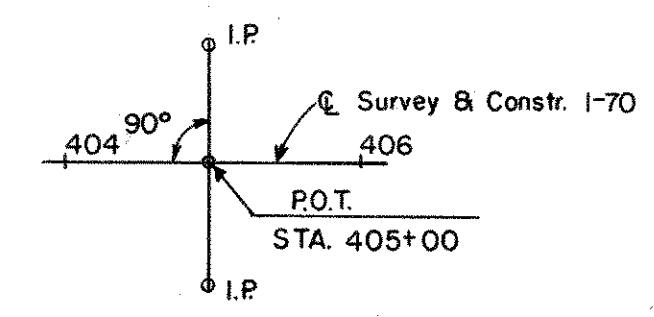 I.P.
℄ Survey & Constr. I-70
90°
404
406
P.O.T.
STA. 405+00
I.P.